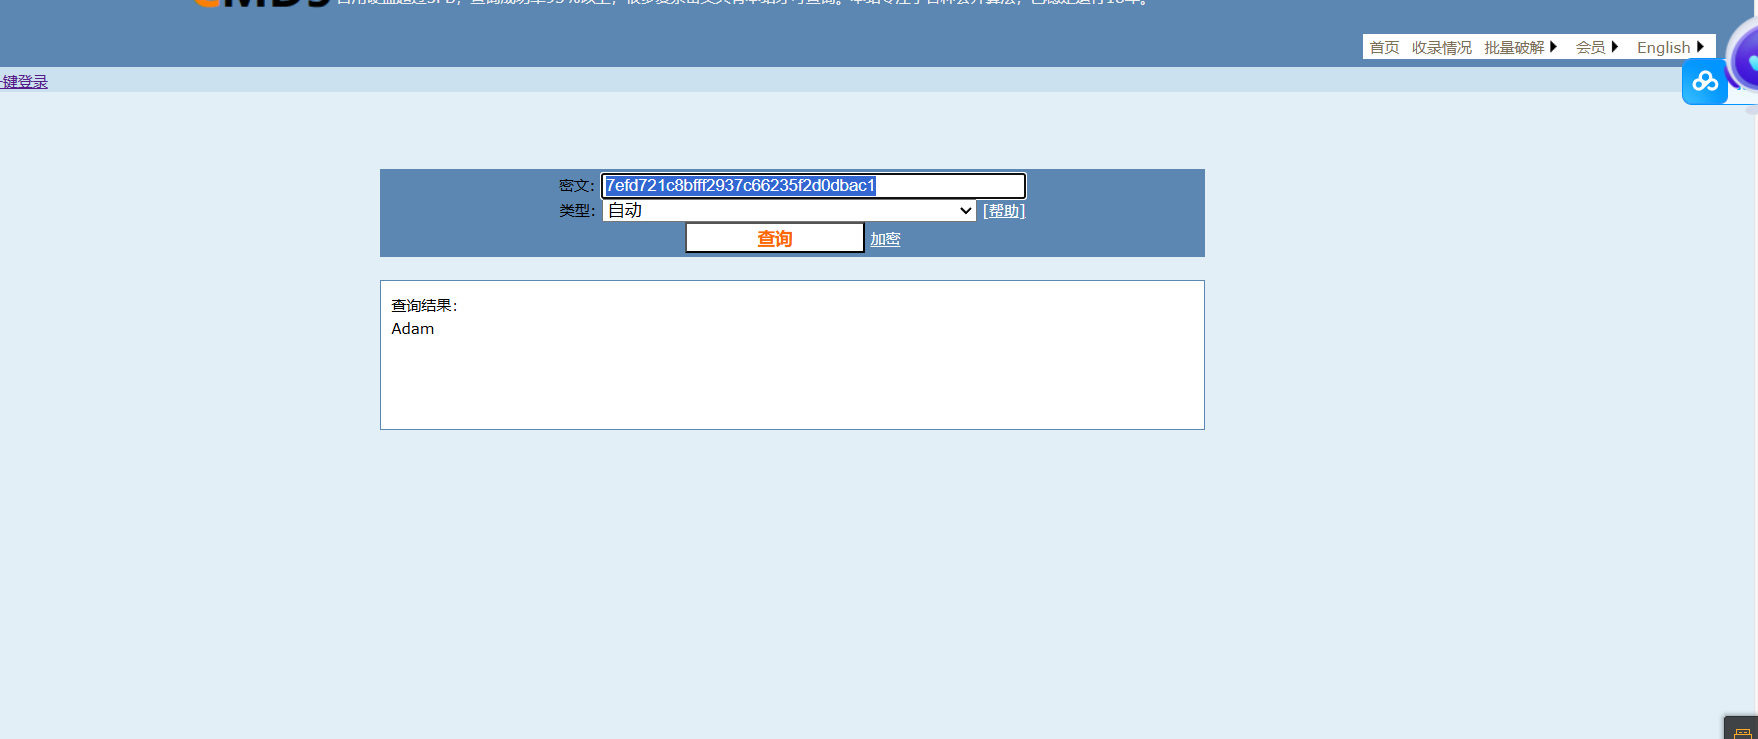 首页 收录情况 批量破解 会员 English
一键登录
密文: 7efd721c8bfff2937c66235f2d0dbac1
类型: 自动 [帮助]
查询 加密
查询结果:
Adam